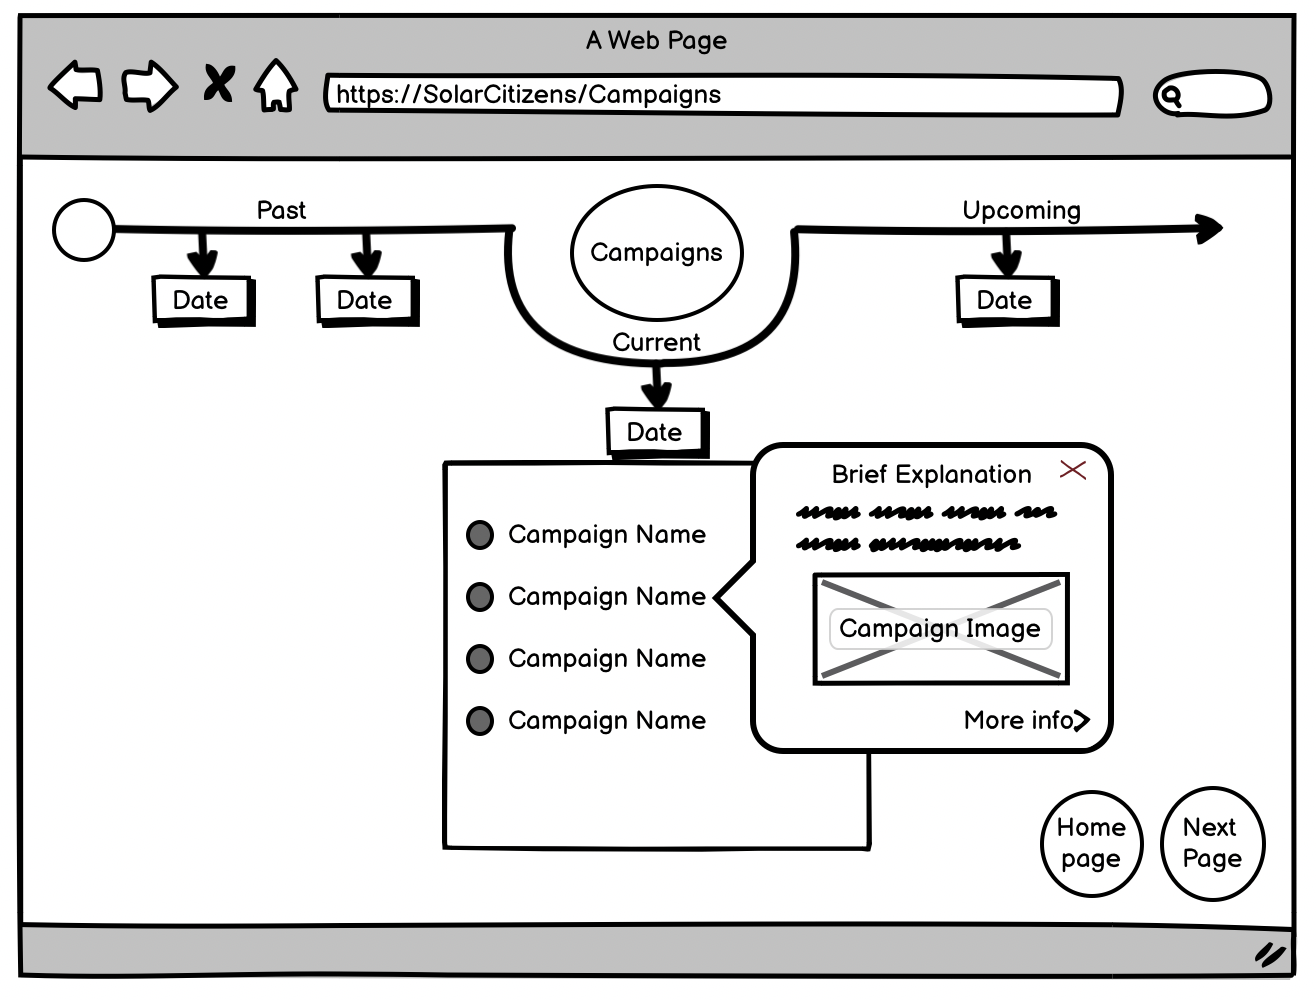 A Web Page
https://SolarCitizens/Campaigns
Past
Campaigns
Upcoming
Date
Date
Date
Current
Date
Brief Explanation
Campaign Name
Campaign Name
Campaign Name
Campaign Name
Campaign Image
More info
Home
page
Next
Page